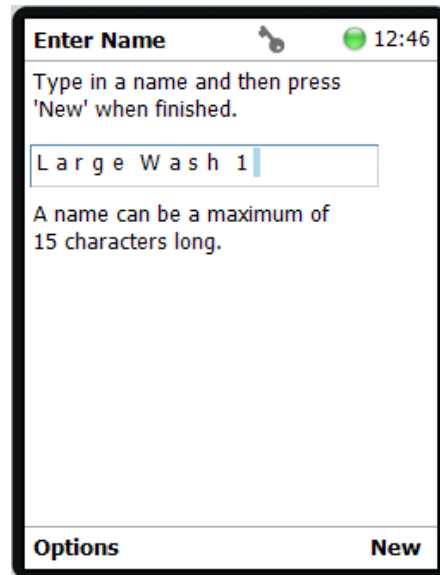 Enter Name 12:46
Type in a name and then press
'New' when finished.
Large Wash 1
A name can be a maximum of
15 characters long.
Options New